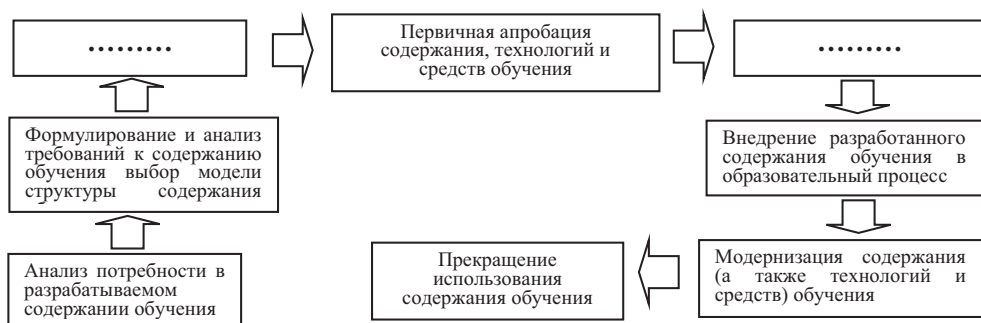 ………
Первичная апробация
содержания, технологий и
средств обучения
………
Формулирование и анализ
требований к содержанию
обучения выбор модели
структуры содержания
Внедрение разработанного
содержания обучения в
образовательный процесс
Анализ потребности в
разрабатываемом
содержании обучения
Прекращение
использования
содержания обучения
Модернизация содержания
(а также технологий и
средств) обучения